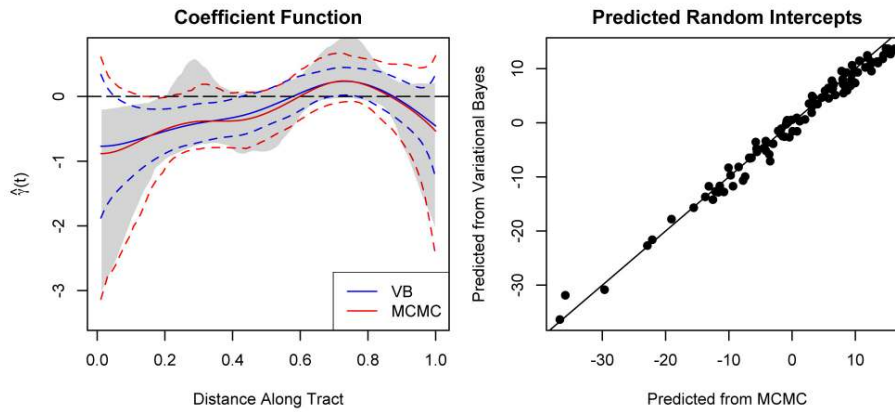 Coefficient Function
γ̂(t)
0
-1
-2
-3
0.0 0.2 0.4 0.6 0.8 1.0
Distance Along Tract
VB
MCMC
Predicted Random Intercepts
Predicted from Variational Bayes
10
0
-10
-20
-30
-30 -20 -10 0 10
Predicted from MCMC